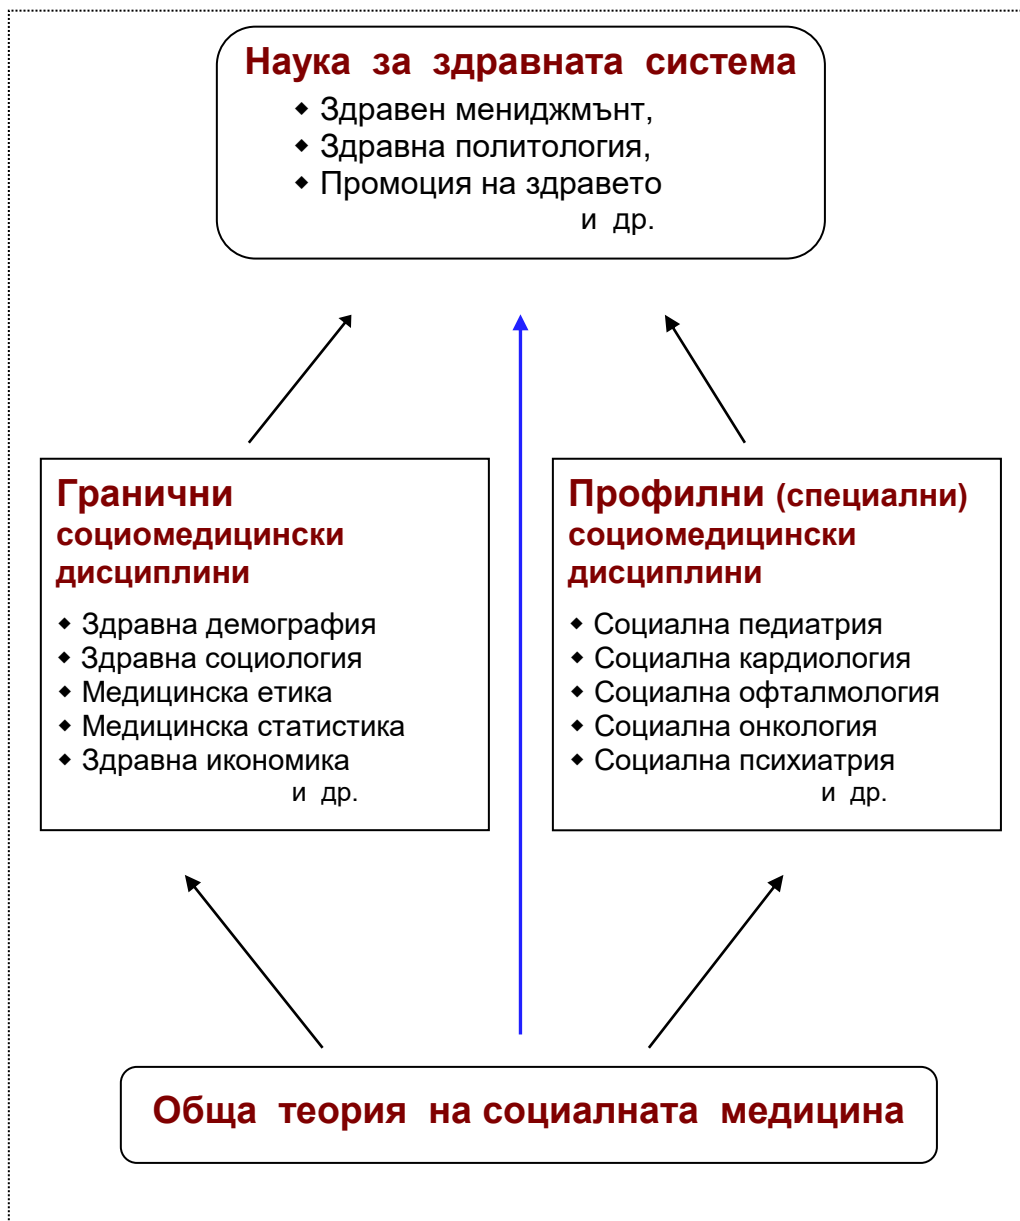 Наука за здравната система
◆ Здравен мениджмънт,
◆ Здравна политология,
◆ Промоция на здравето
и др.
Гранични
социомедицински
дисциплини
◆ Здравна демография
◆ Здравна социология
◆ Медицинска етика
◆ Медицинска статистика
◆ Здравна икономика
и др.
Профилни (специални)
социомедицински
дисциплини
◆ Социална педиатрия
◆ Социална кардиология
◆ Социална офталмология
◆ Социална онкология
◆ Социална психиатрия
и др.
Обща теория на социалната медицина